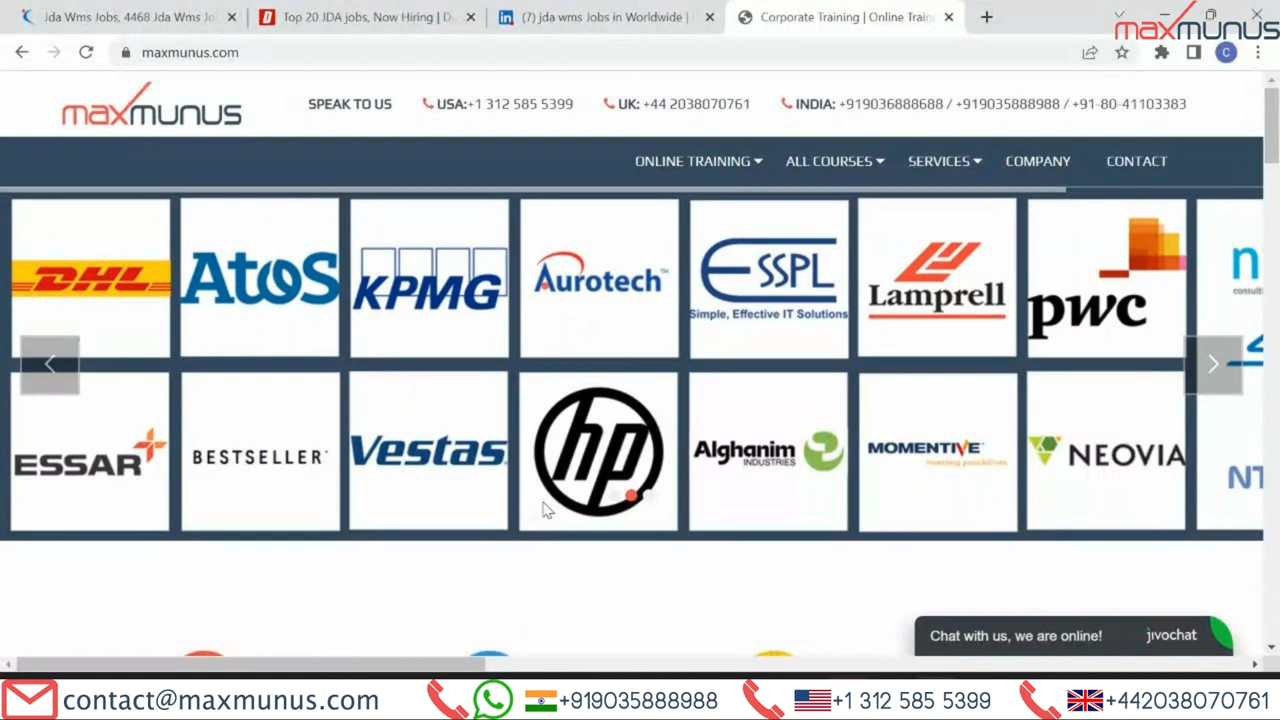 Jda Wms Jobs, 4468 Jda Wms Jo
Top 20 JDA jobs, Now Hiring | D
(7) jda wms Jobs in Worldwide |
Corporate Training | Online Train
maxmunus
maxmunus.com
C
maxmunus
SPEAK TO US
USA:+1 312 585 5399
UK: +44 2038070761
INDIA: +919036888688 / +919035888988 / +91-80-41103383
ONLINE TRAINING
ALL COURSES
SERVICES
COMPANY
CONTACT
DHL
Atos
KPMG
Aurotech
ESSPL
Simple, Effective IT Solutions
Lamprell
pwc
ESSAR
BESTSELLER
Vestas
hp
Alghanim
INDUSTRIES
MOMENTIVE
inventing possibilities
NEOVIA
NT
Chat with us, we are online!
jivochat
contact@maxmunus.com
+919035888988
+1 312 585 5399
+442038070761